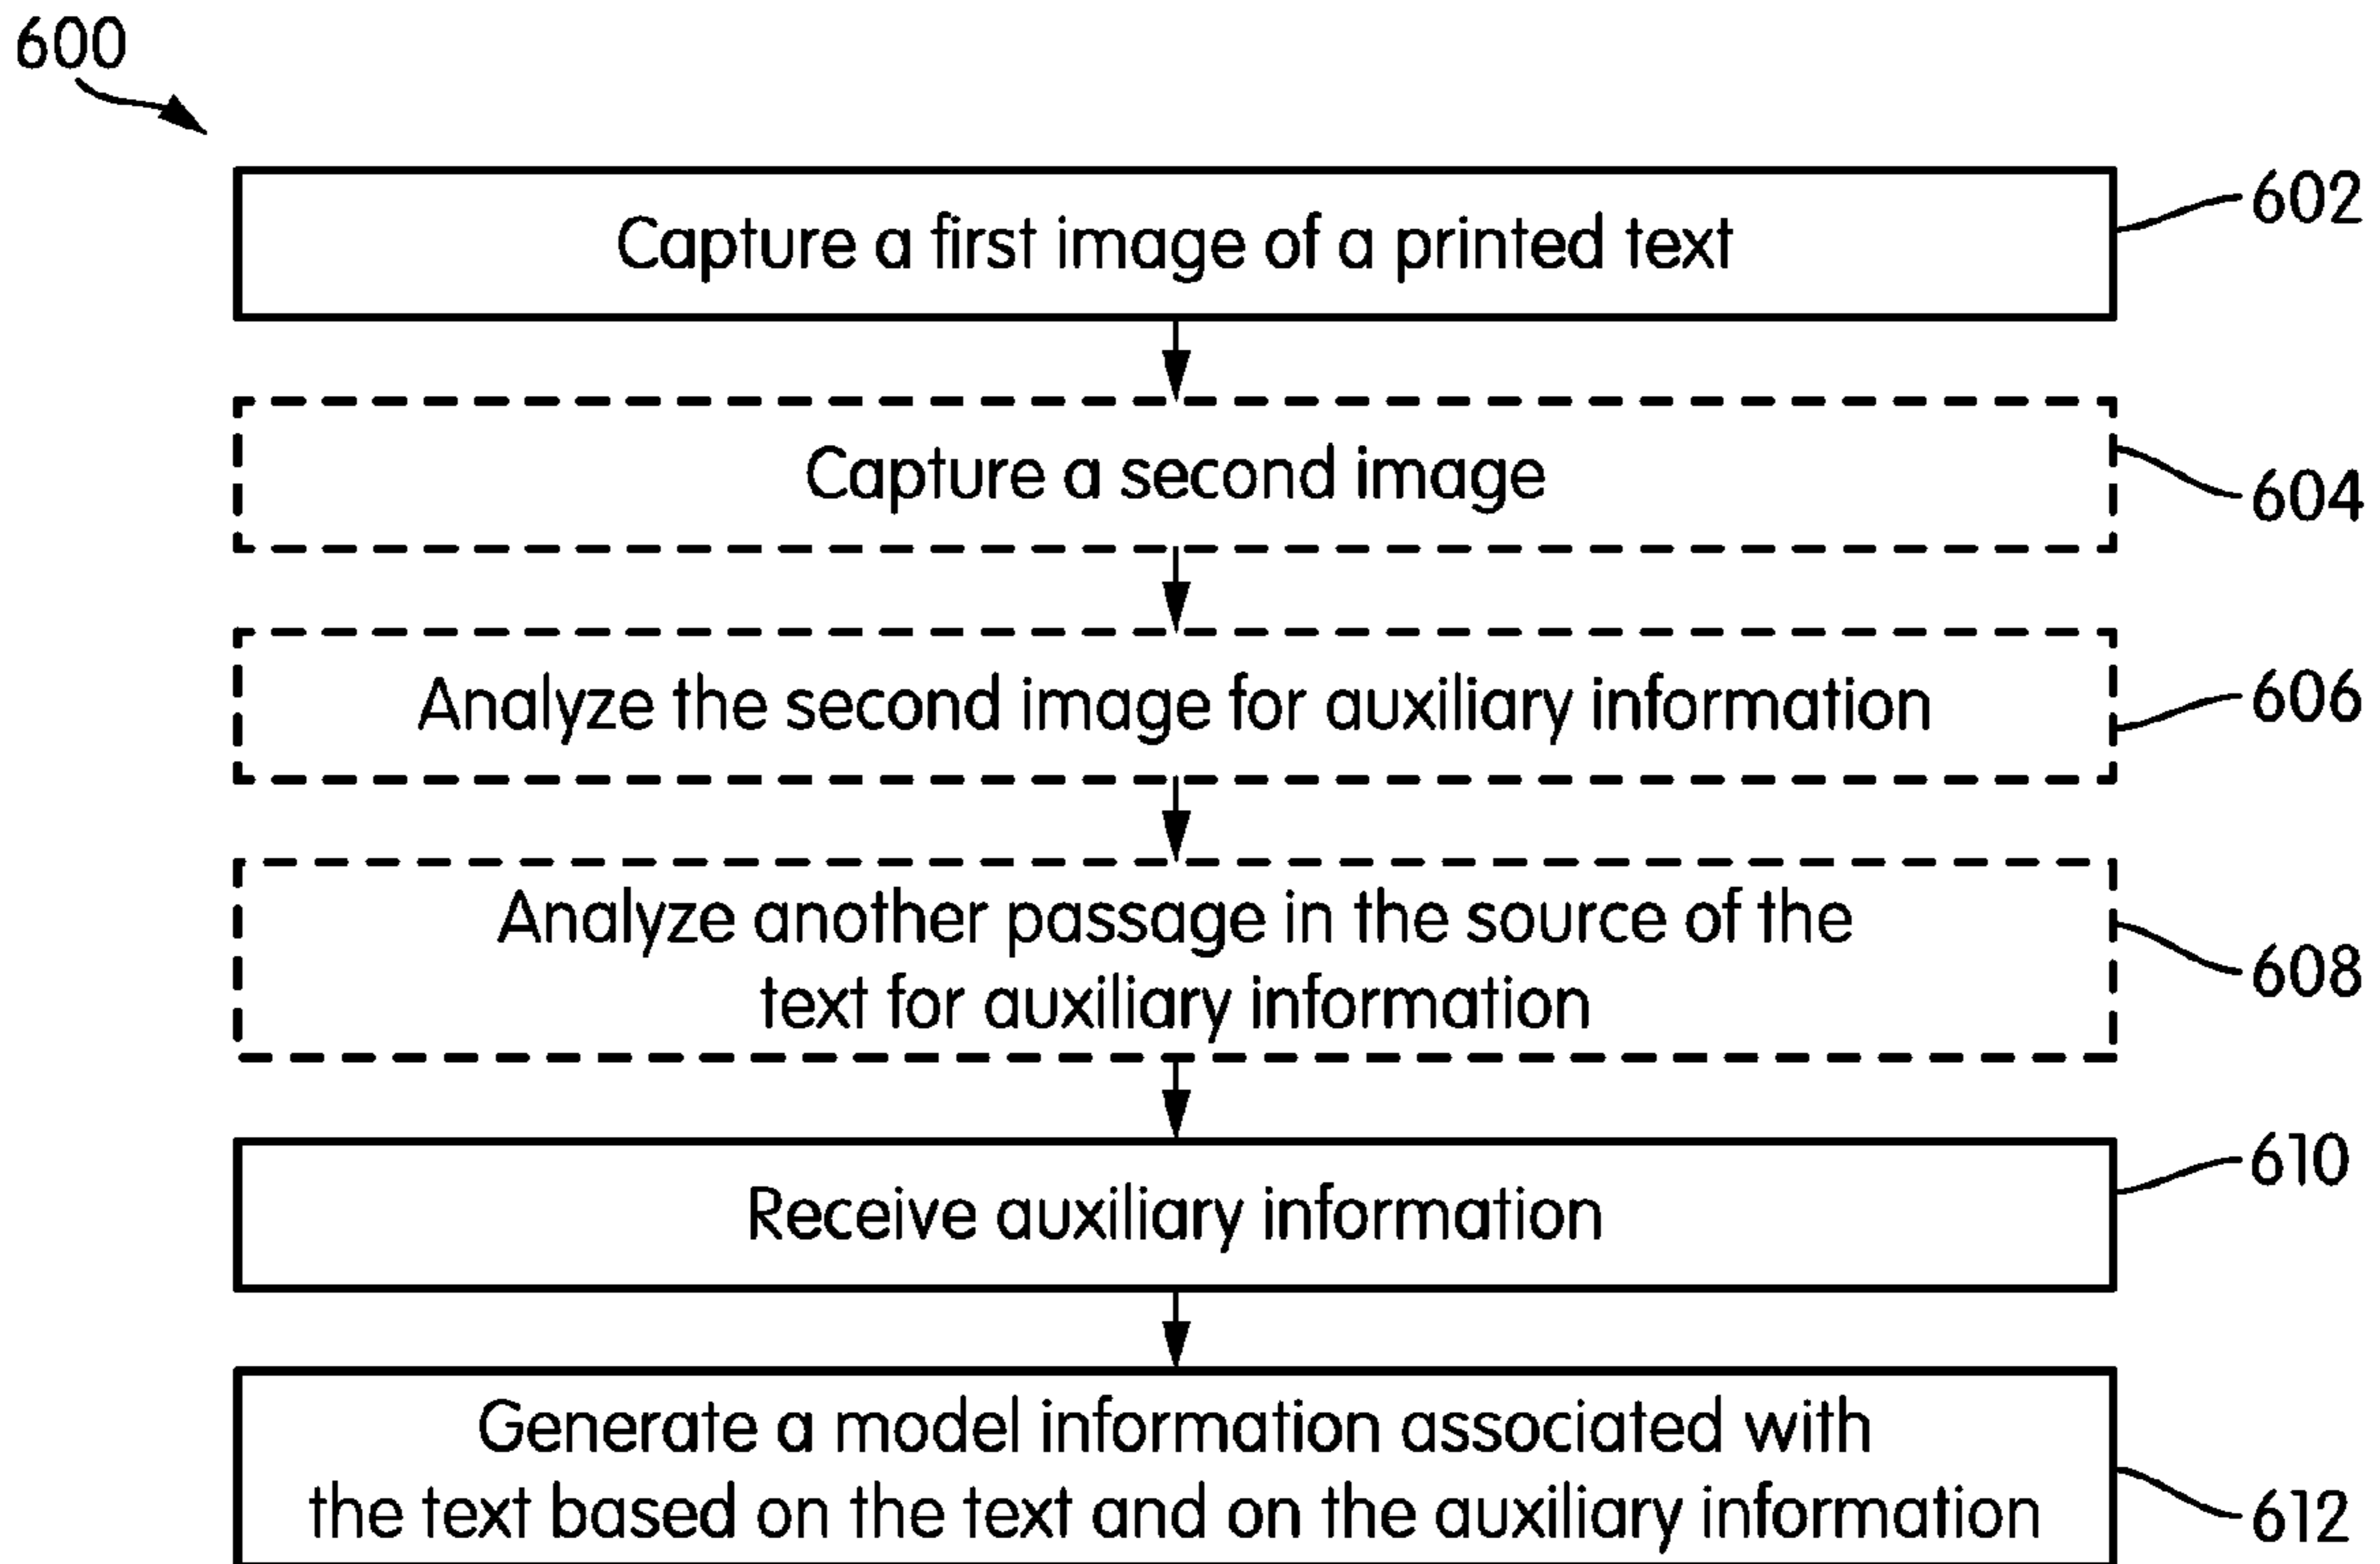 600
Capture a first image of a printed text
602
Capture a second image
604
Analyze the second image for auxiliary information
606
Analyze another passage in the source of the
text for auxiliary information
608
Receive auxiliary information
610
Generate a model information associated with
the text based on the text and on the auxiliary information
612